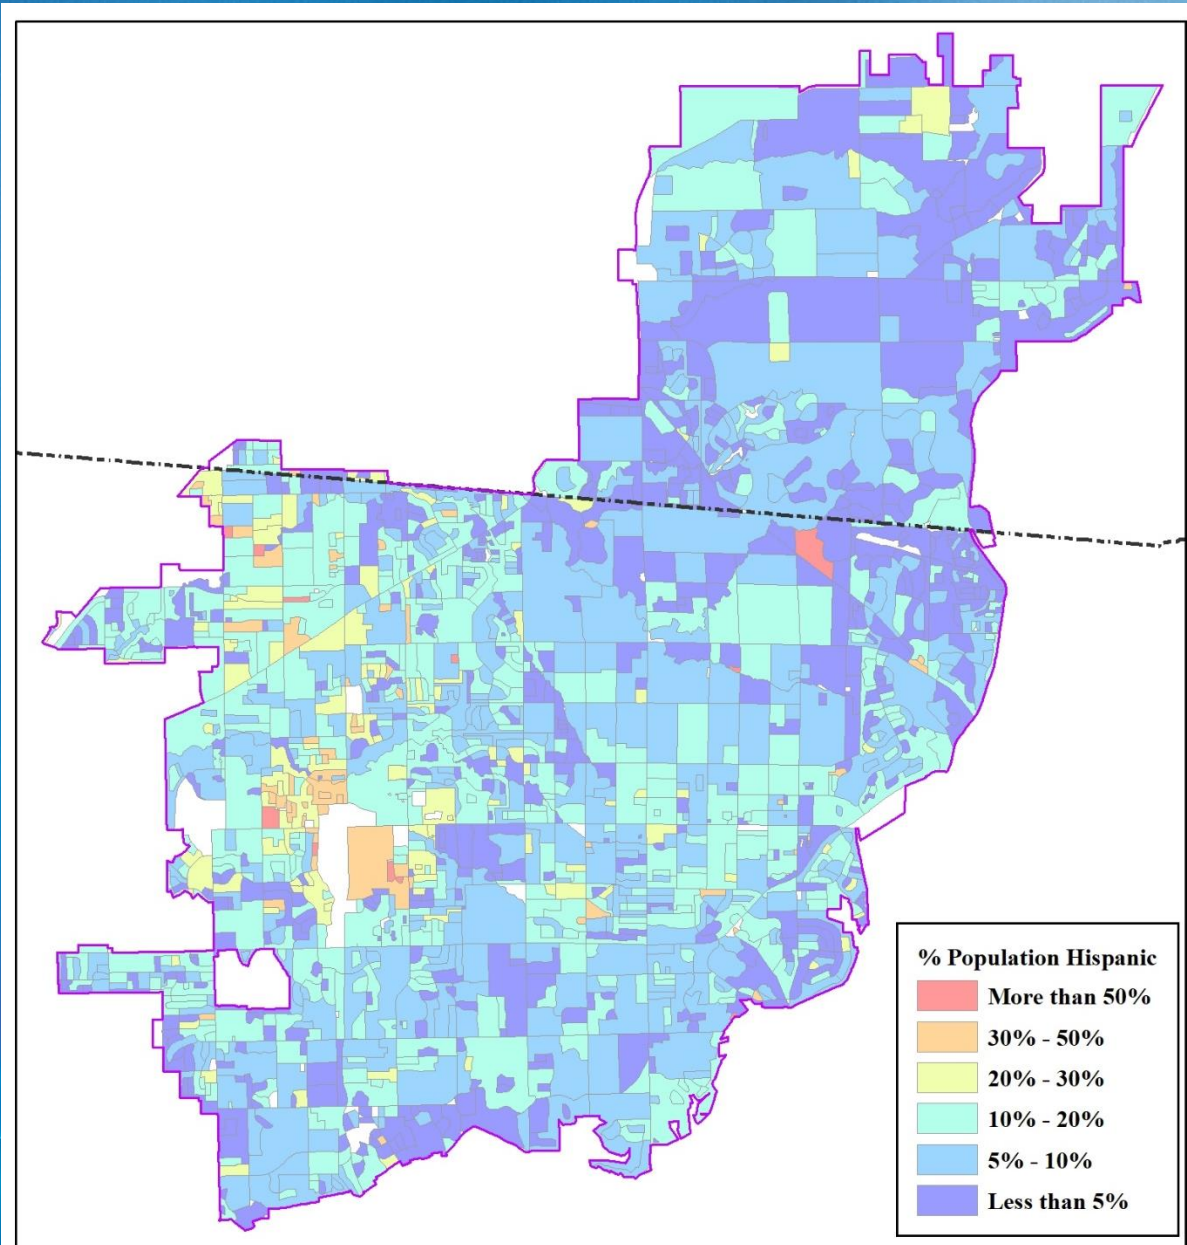 % Population Hispanic
More than 50%
30% - 50%
20% - 30%
10% - 20%
5% - 10%
Less than 5%